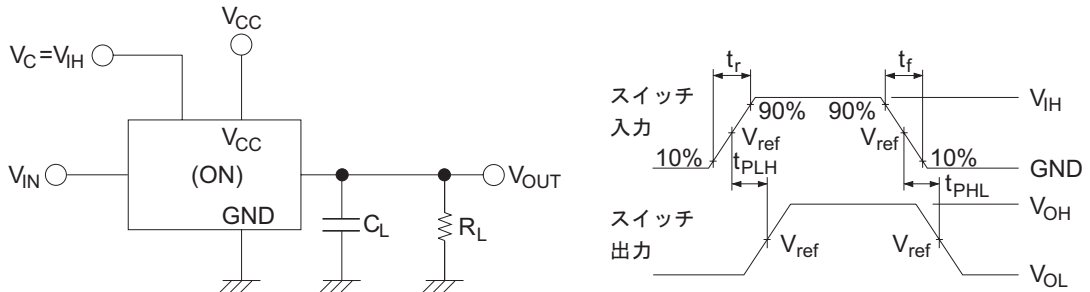 VCC
VC=VIH
VCC
VIN
(ON)
VOUT
GND
CL
RL
tr
tf
スイッチ
入力
VIH
90%
90%
Vref
Vref
10%
10%
GND
tPLH
tPHL
スイッチ
出力
VOH
Vref
Vref
VOL